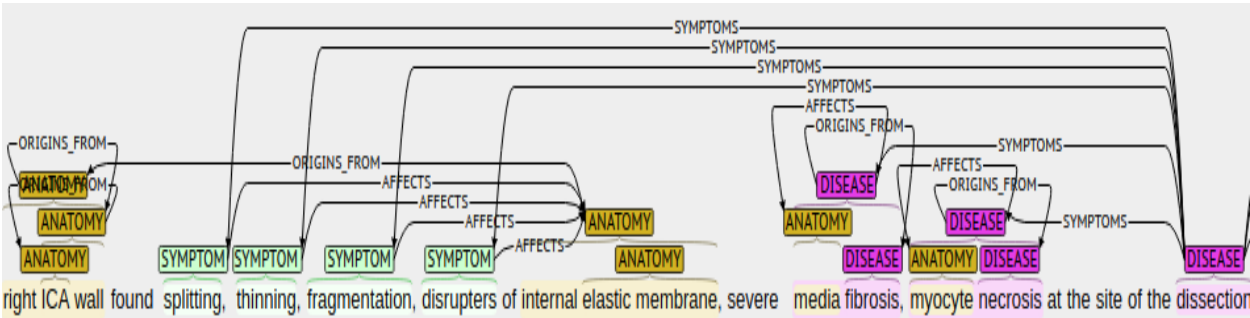 SYMPTOMS
SYMPTOMS
SYMPTOMS
SYMPTOMS
AFFECTS
ORIGINS_FROM
ORIGINS_FROM SYMPTOMS
ORIGINS_FROM AFFECTS
ANATOMY AFFECTS DISEASE ORIGINS_FROM
AFFECTS
ANATOMY AFFECTS ANATOMY ANATOMY DISEASE SYMPTOMS
AFFECTS
ANATOMY SYMPTOM SYMPTOM SYMPTOM SYMPTOM ANATOMY DISEASE ANATOMY DISEASE DISEASE
right ICA wall found splitting, thinning, fragmentation, disrupters of internal elastic membrane, severe media fibrosis, myocyte necrosis at the site of the dissection